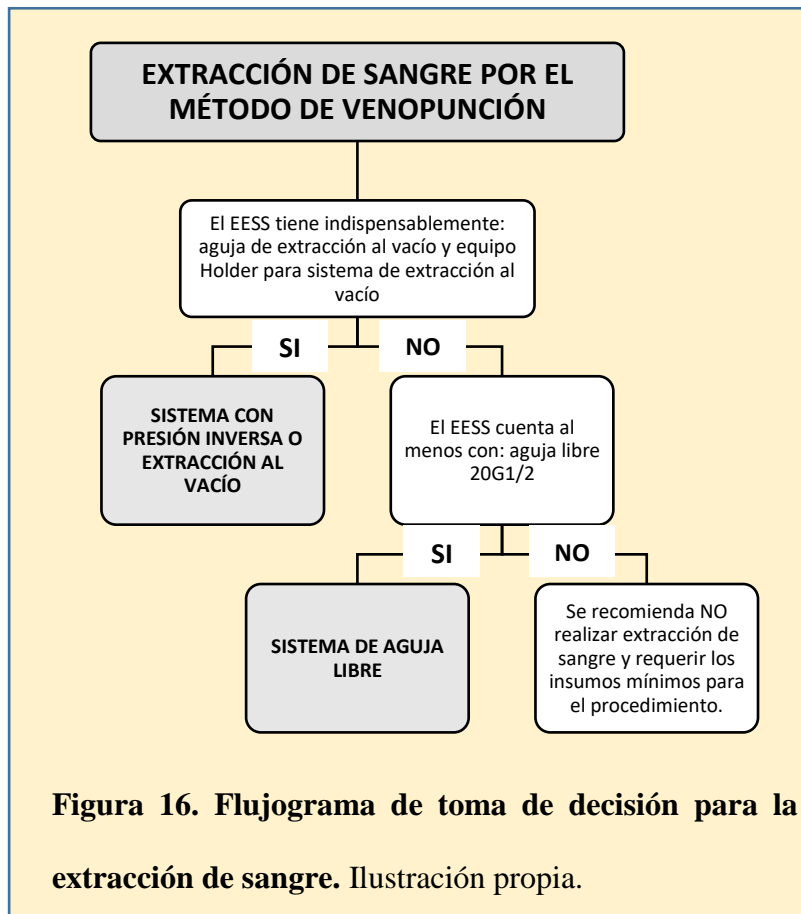 EXTRACCIÓN DE SANGRE POR EL
MÉTODO DE VENOPUNCIÓN
El EESS tiene indispensablemente:
aguja de extracción al vacío y equipo
Holder para sistema de extracción al
vacío
SI
NO
SISTEMA CON
PRESIÓN INVERSA O
EXTRACCIÓN AL
VACÍO
El EESS cuenta al
menos con: aguja libre
20G1/2
SI
NO
SISTEMA DE AGUJA
LIBRE
Se recomienda NO
realizar extracción de
sangre y requerir los
insumos mínimos para
el procedimiento.
Figura 16. Flujograma de toma de decisión para la
extracción de sangre. Ilustración propia.